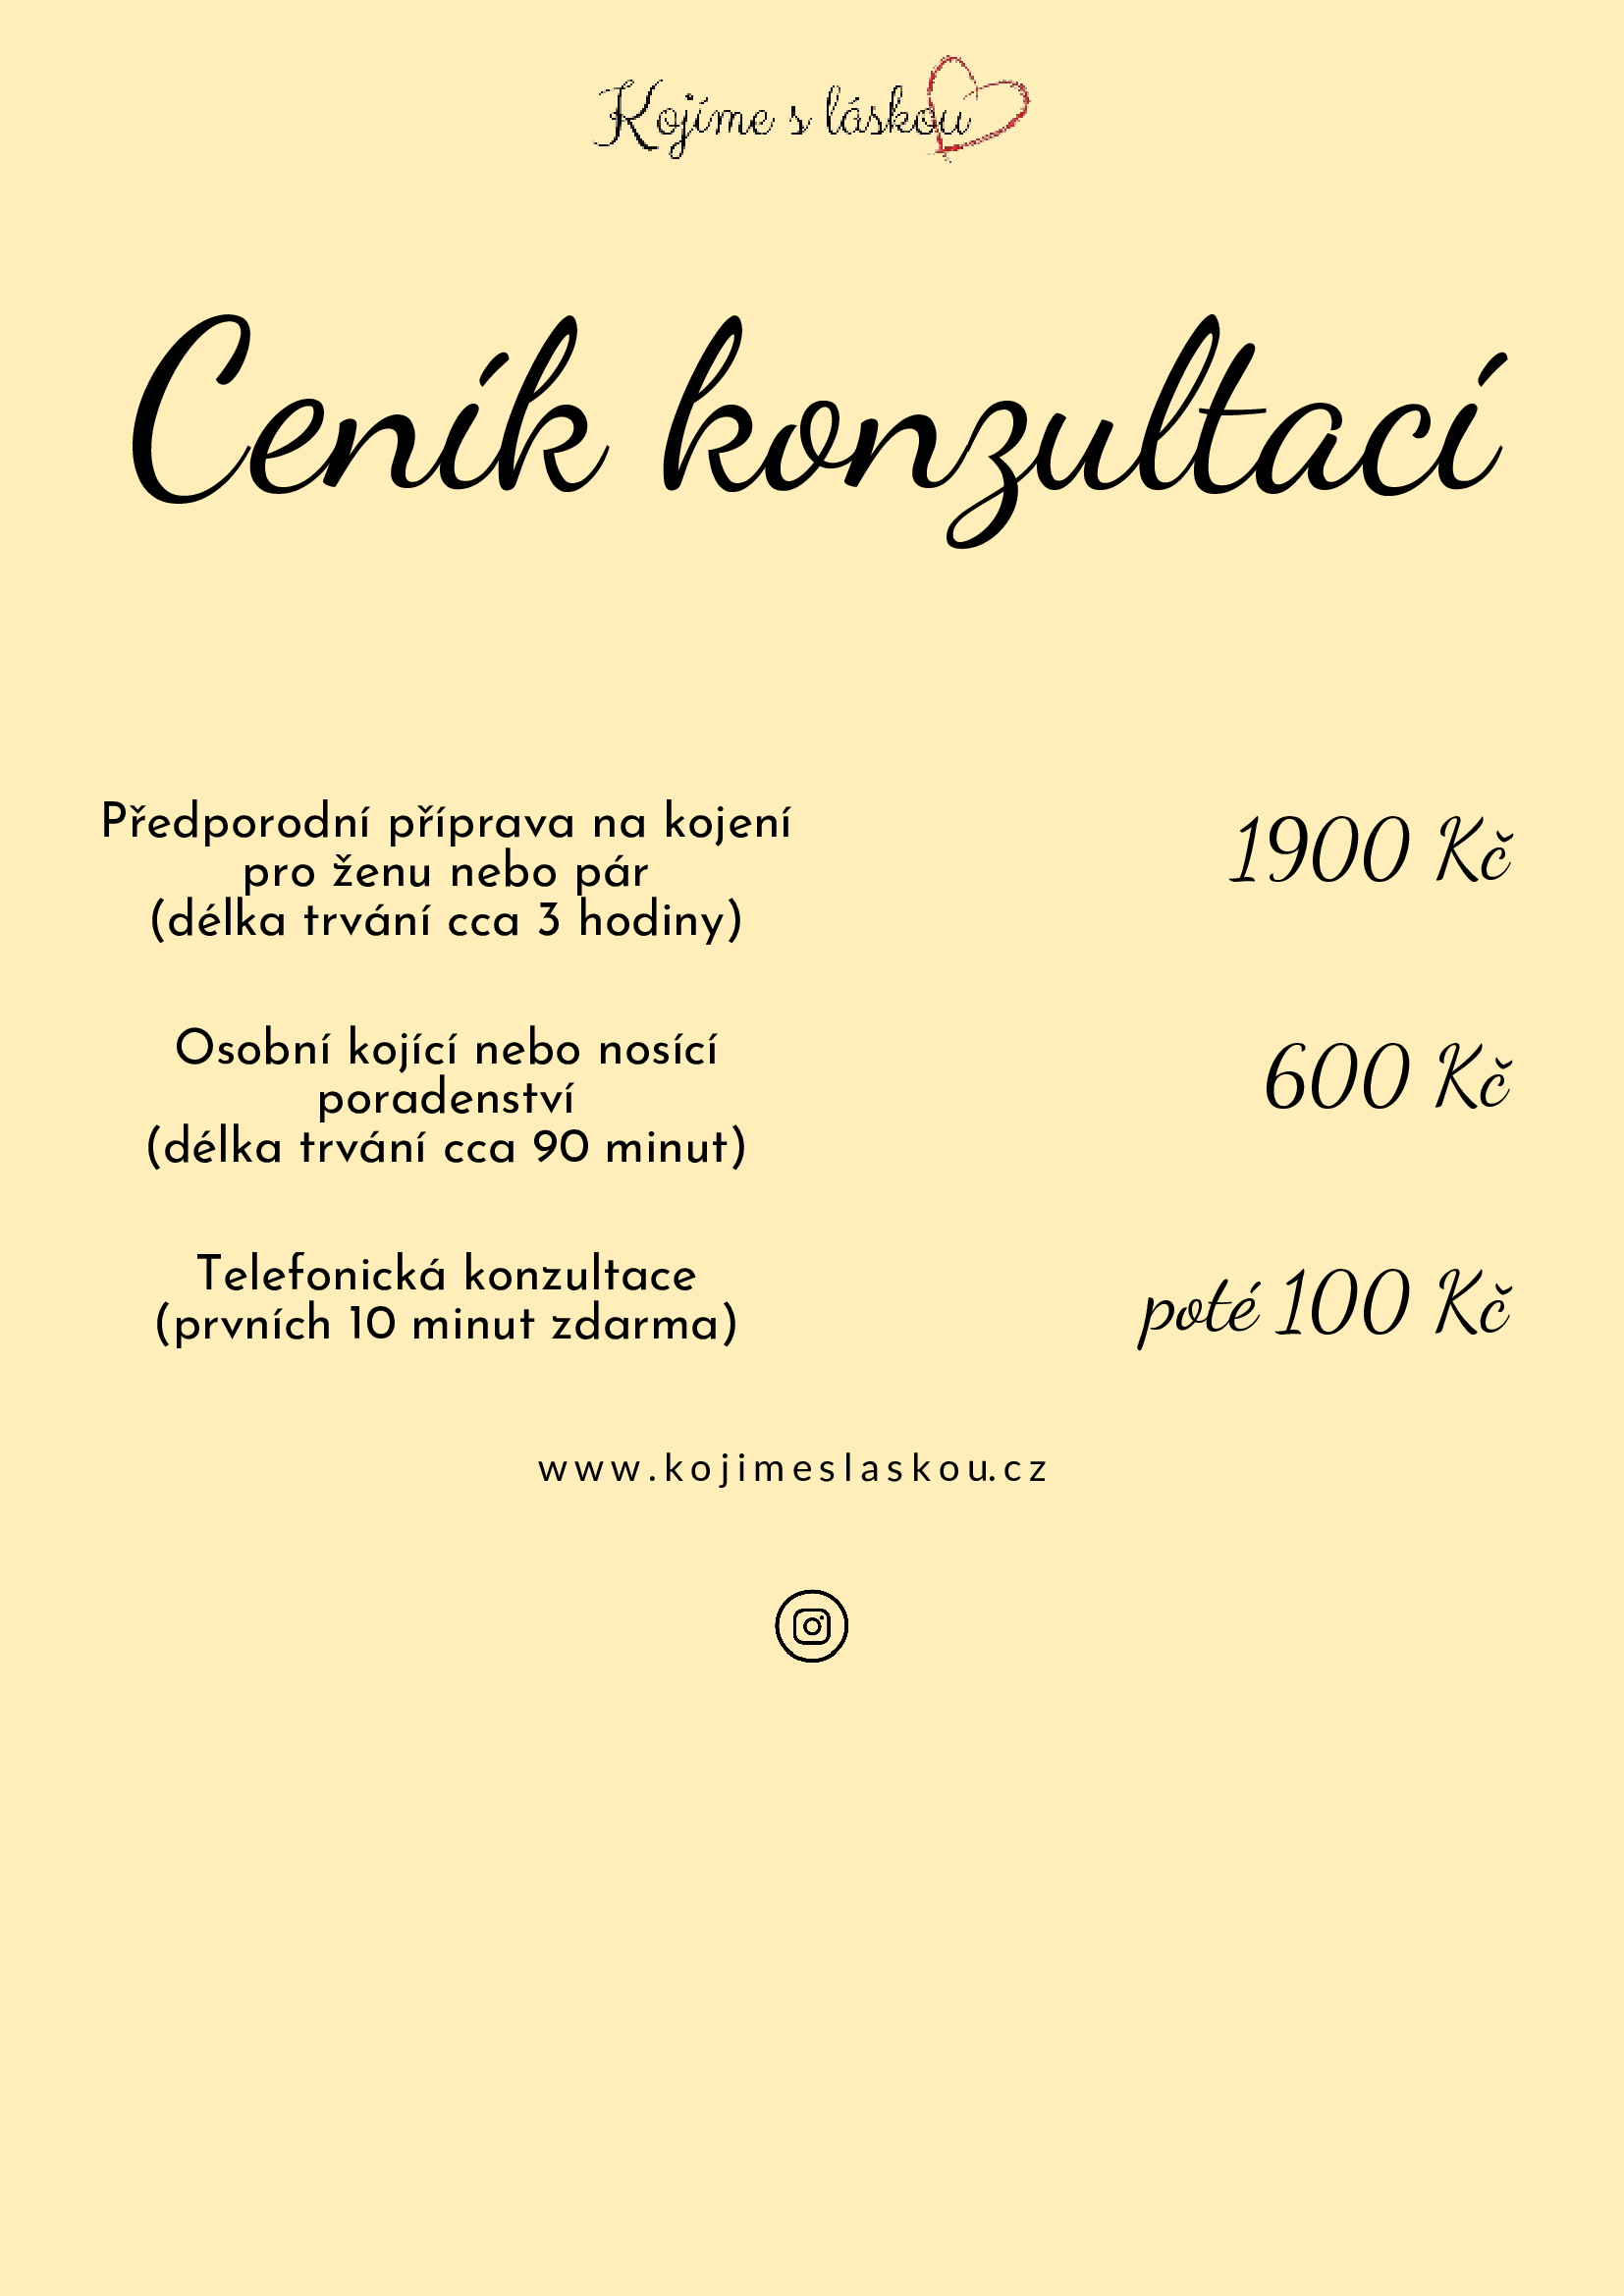 Kojíme s láskou
Ceník konzultací
Předporodní příprava na kojení
pro ženu nebo pár
(délka trvání cca 3 hodiny)
1900 Kč
Osobní kojící nebo nosící
poradenství
(délka trvání cca 90 minut)
600 Kč
Telefonická konzultace
(prvních 10 minut zdarma)
poté 100 Kč
www.kojimeslaskou.cz